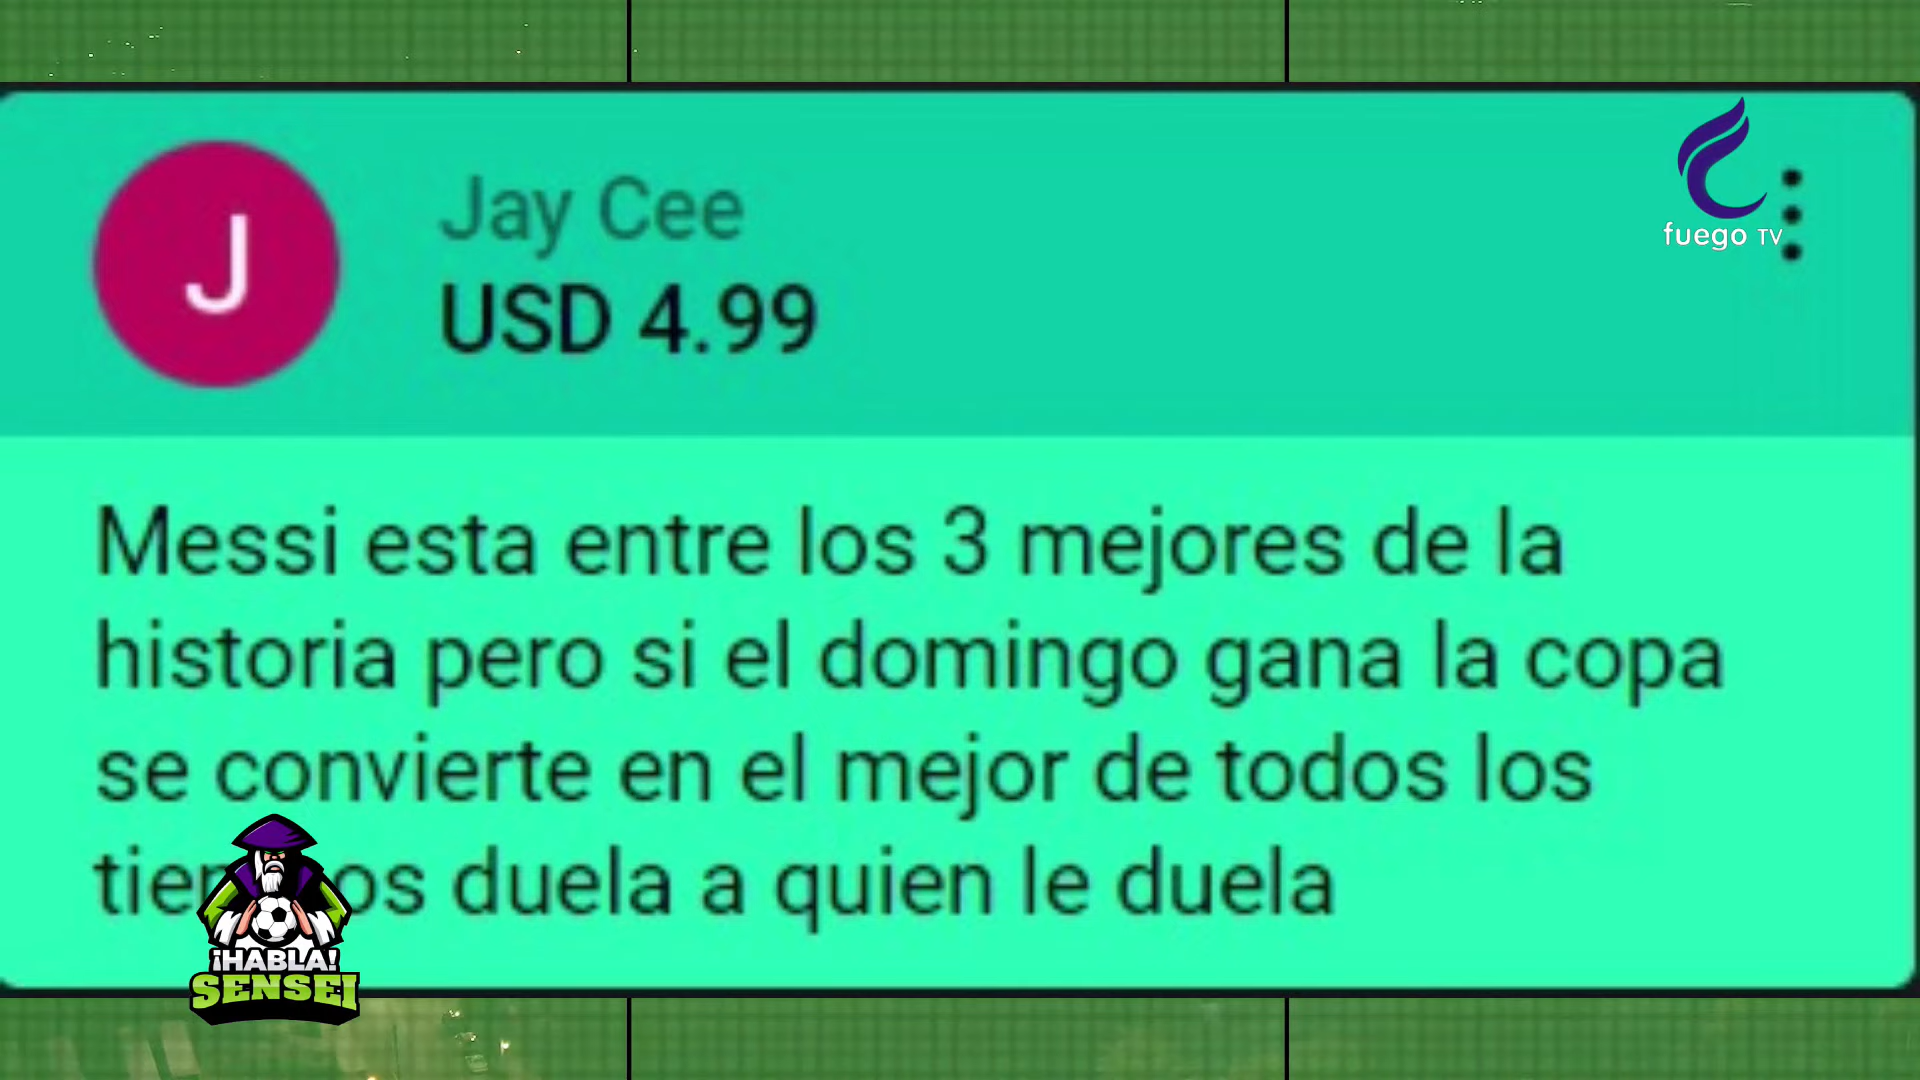 J
Jay Cee
USD 4.99
fuego TV
Messi esta entre los 3 mejores de la
historia pero si el domingo gana la copa
se convierte en el mejor de todos los
duela a quien le duela
¡HABLA!
SENSEI